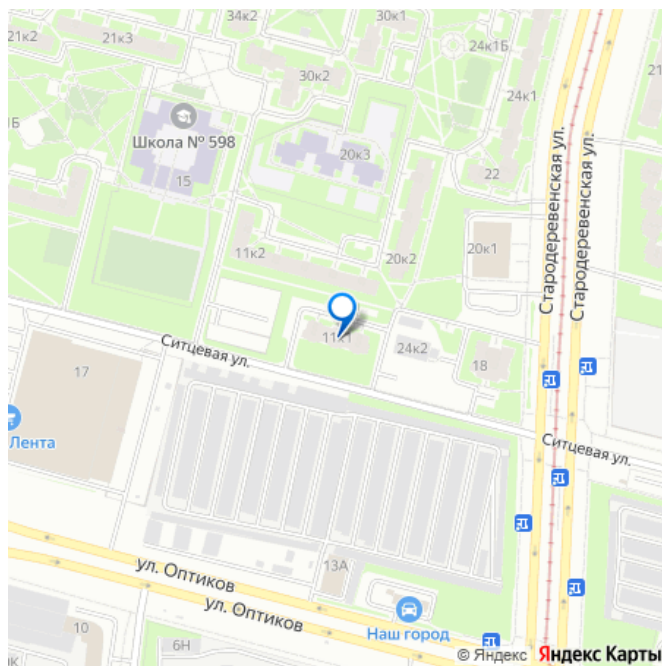 34к2
30к1
21к2
21к3
24к1Б
30к2
24к1
Школа № 598
20к3
15
22
Стародеревенская ул.
Стародеревенская ул.
11к2
20к2
20к1
11к1
Ситцевая ул.
24к2
18
17
Лента
Ситцевая ул.
ул. Оптиков
13А
ул. Оптиков
Наш город
10
6Н
© Яндекс Яндекс Карты